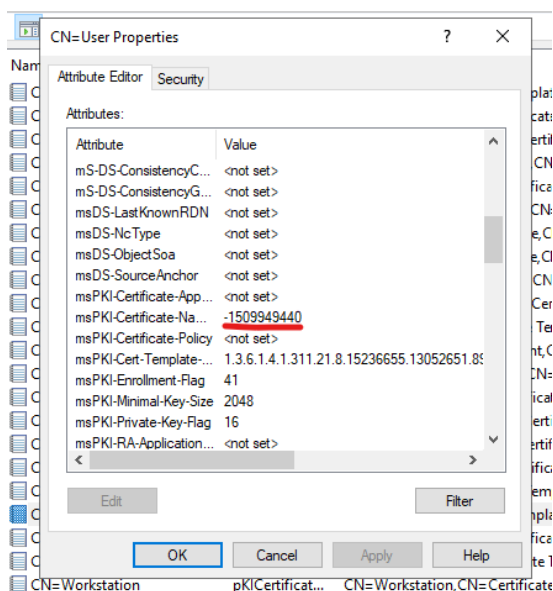 CN=User Properties
?
Nam
Attribute Editor
Security
Attributes:
Attribute Value
mS-DS-ConsistencyC... <not set>
mS-DS-ConsistencyG... <not set>
msDS-LastKnownRDN <not set>
msDS-NcType <not set>
msDS-ObjectSoa <not set>
msDS-SourceAnchor <not set>
msPKI-Certificate-App... <not set>
msPKI-Certificate-Na... -1509949440
msPKI-Certificate-Policy <not set>
msPKI-Cert-Template-... 1.3.6.1.4.1.311.21.8.15236655.13052651.89
msPKI-Enrollment-Flag 41
msPKI-Minimal-Key-Size 2048
msPKI-Private-Key-Flag 16
msPKI-RA-Application... <not set>
Edit
Filter
OK
Cancel
Apply
Help
CN=Workstation pKICertificat... CN=Workstation,CN=Certificate